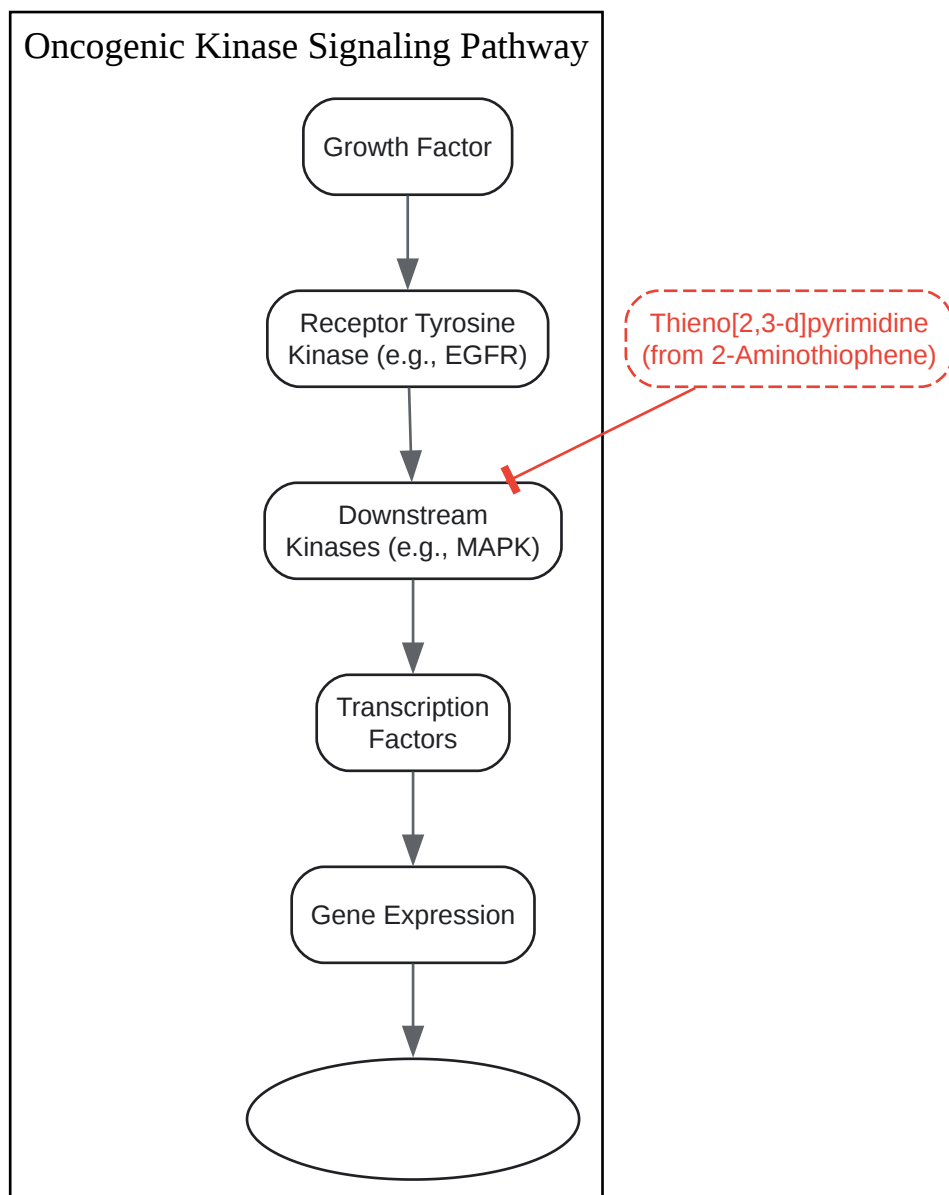 Oncogenic Kinase Signaling Pathway
Growth Factor
Receptor Tyrosine
Kinase (e.g., EGFR)
Thieno[2,3-d]pyrimidine
(from 2-Aminothiophene)
Downstream
Kinases (e.g., MAPK)
Transcription
Factors
Gene Expression